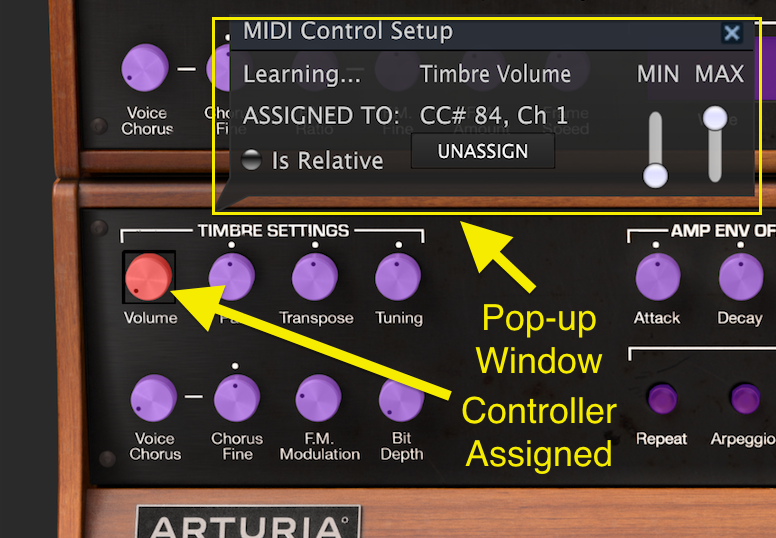 MIDI Control Setup
Learning... Timbre Volume MIN MAX
ASSIGNED TO: CC# 84, Ch 1
Is Relative UNASSIGN
Voice
Chorus
Fine
Ratio
Fine
Amount
Speed
TIMBRE SETTINGS
AMP ENV OF
Volume
Transpose
Tuning
Attack
Decay
Pop-up
Window
Controller
Assigned
Voice
Chorus
Chorus
Fine
F.M.
Modulation
Bit
Depth
Repeat
Arpeggio
ARTURIA